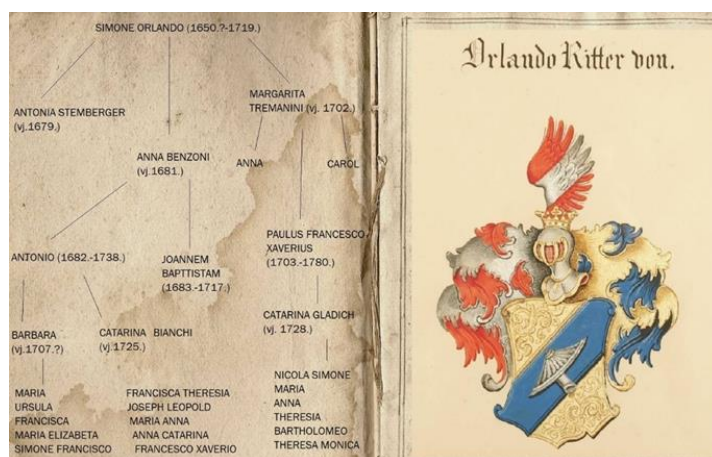 SIMONE ORLANDO (1650.?-1719.)
ANTONIA STEMBERGER
(vj.1679.)
MARGARITA
TREMANINI (vj. 1702.)
ANNA BENZONI
(vj.1681.)
ANNA
CAROL
ANTONIO (1682.-1738.)
JOANNEM
BAPTTISTAM
(1683.-1717.)
PAULUS FRANCESCO
XAVERIUS
(1703.-1780.)
BARBARA
(vj.1707.?)
CATARINA BIANCHI
(vj.1725.)
CATARINA GLADICH
(vj. 1728.)
MARIA
URSULA
FRANCISCA
MARIA ELIZABETA
SIMONE FRANCISCO
FRANCISCA THERESIA
JOSEPH LEOPOLD
MARIA ANNA
ANNA CATARINA
FRANCESCO XAVERIO
NICOLA SIMONE
MARIA
ANNA
THERESIA
BARTHOLOMEO
THERESA MONICA
Orlando Ritter von.